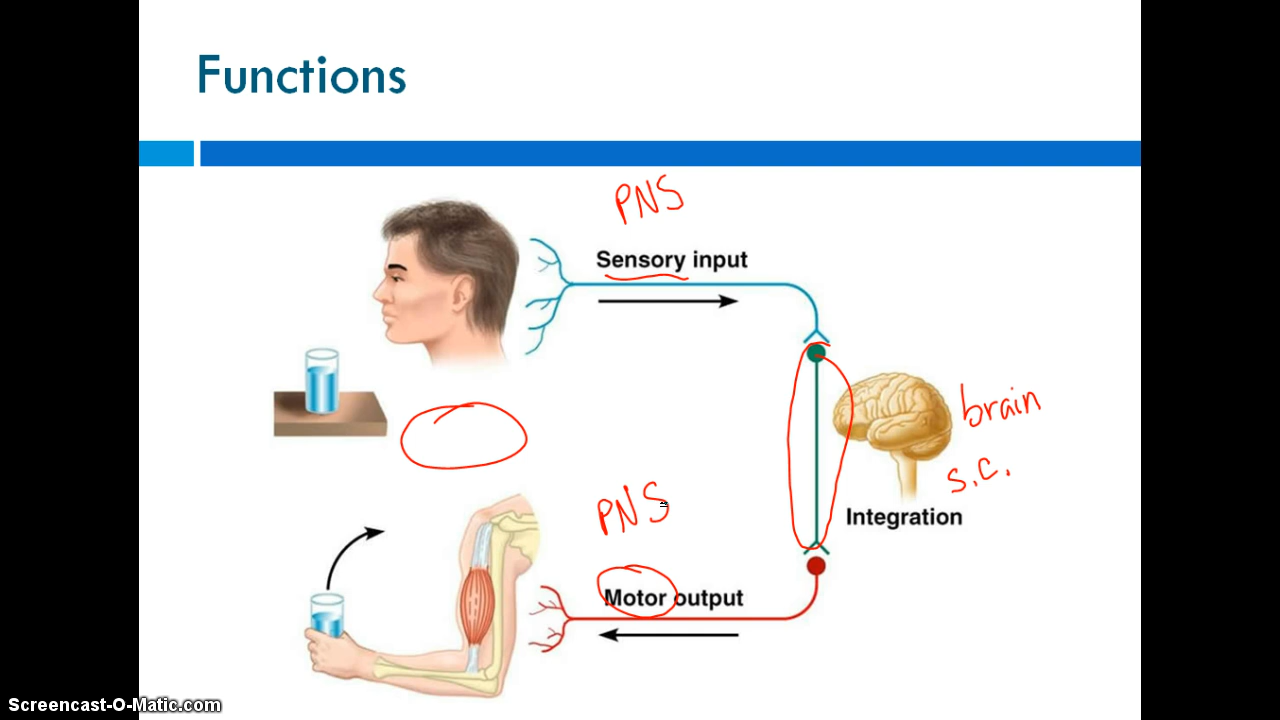 Functions
PNS
Sensory input
brain
s.c.
Integration
PNS
Motor output
Screencast-O-Matic.com